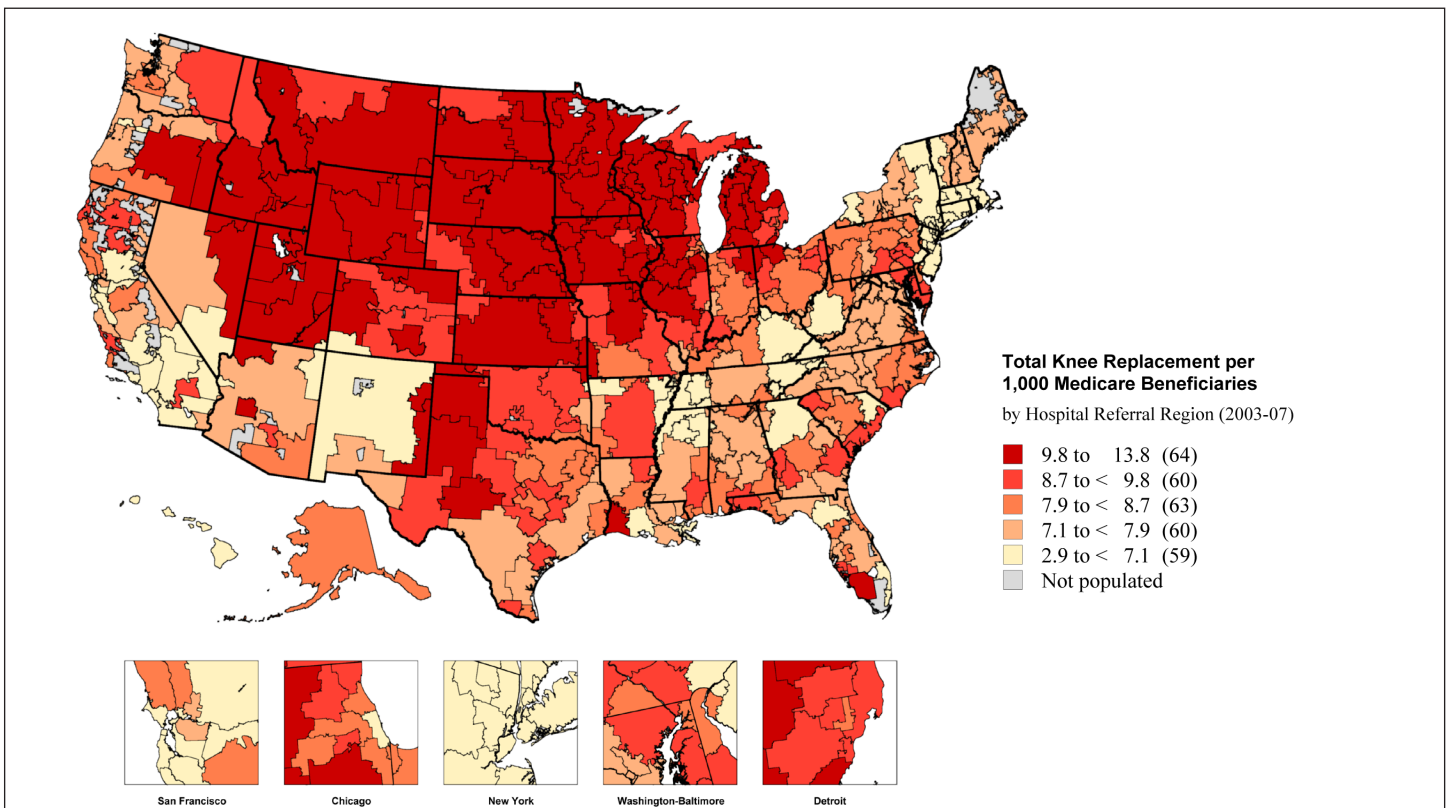 Total Knee Replacement per
1,000 Medicare Beneficiaries
by Hospital Referral Region (2003-07)
9.8 to 13.8 (64)
8.7 to < 9.8 (60)
7.9 to < 8.7 (63)
7.1 to < 7.9 (60)
2.9 to < 7.1 (59)
Not populated
San Francisco
Chicago
New York
Washington-Baltimore
Detroit